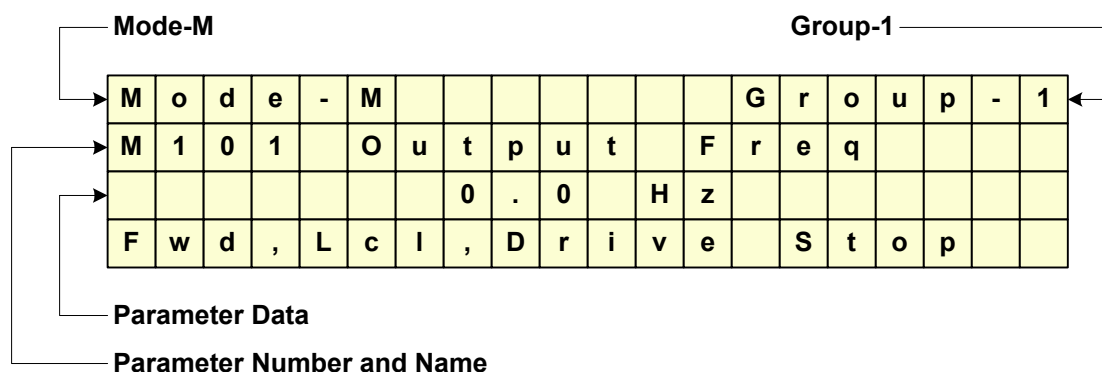 Mode-M Group-1
Mode-M Group-1
M101 Output Freq
0.0 Hz
Fwd,Lcl,Drive Stop
Parameter Data
Parameter Number and Name